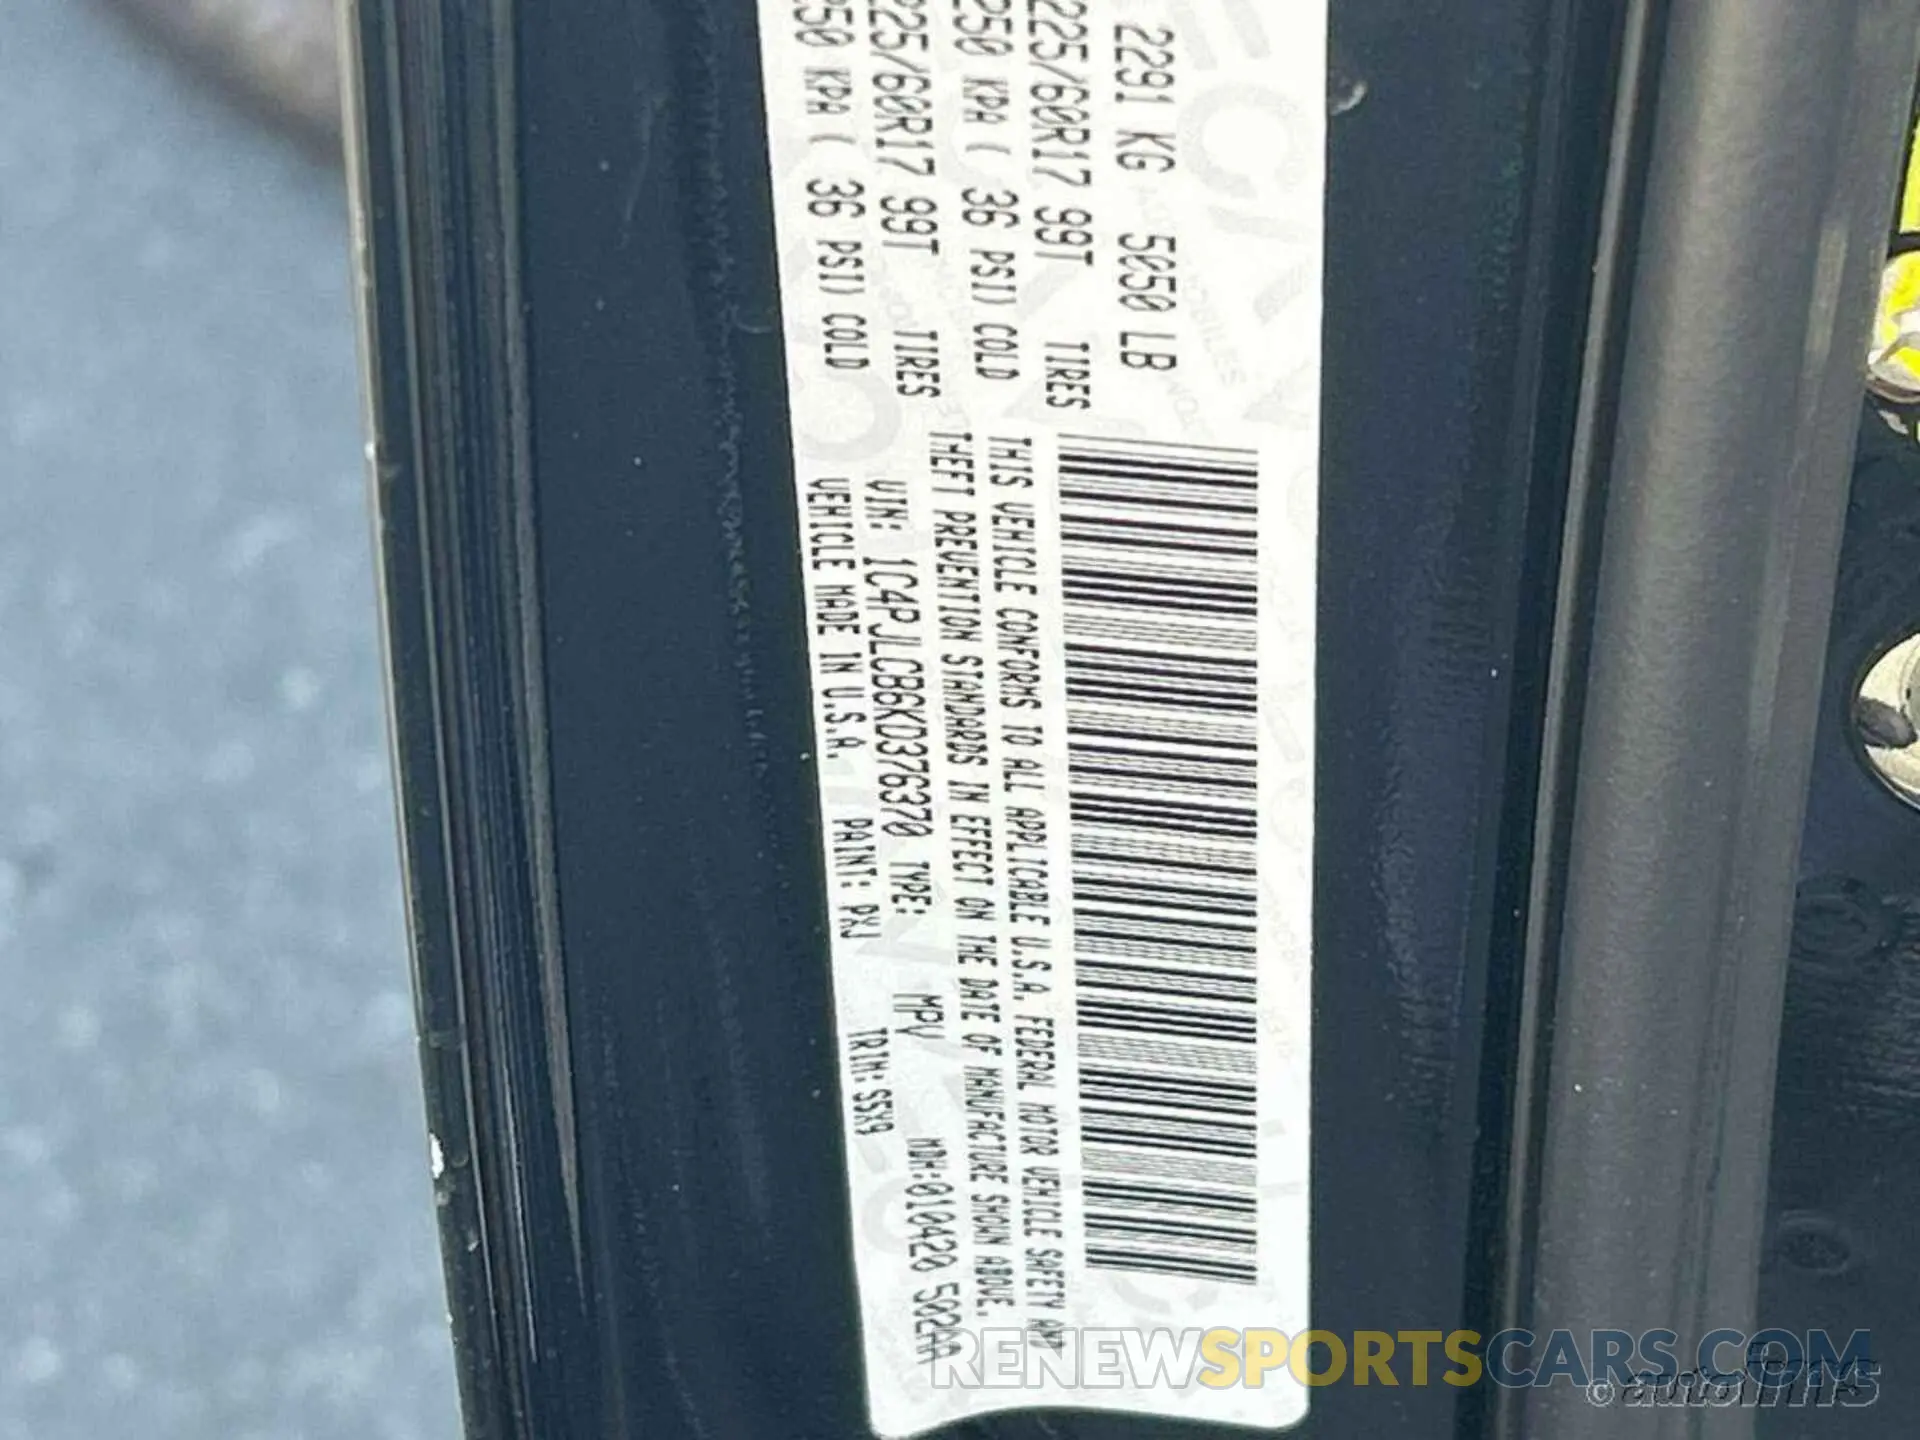 2291 KG 5050 LB
225/60R17 99T TIRES
250 KPA ( 36 PSI) COLD
225/60R17 99T TIRES
250 KPA ( 36 PSI) COLD
THIS VEHICLE CONFORMS TO ALL APPLICABLE U.S.A. FEDERAL MOTOR VEHICLE SAFETY AND
THEFT PREVENTION STANDARDS IN EFFECT ON THE DATE OF MANUFACTURE SHOWN ABOVE.
VIN: 1C4PJLCB6KD376370 TYPE: MPV MDH:010420 502AA
VEHICLE MADE IN U.S.A. PAINT: PXJ TRIM: S5X9
RENEWSPORTSCARS.COM
© autoIMS